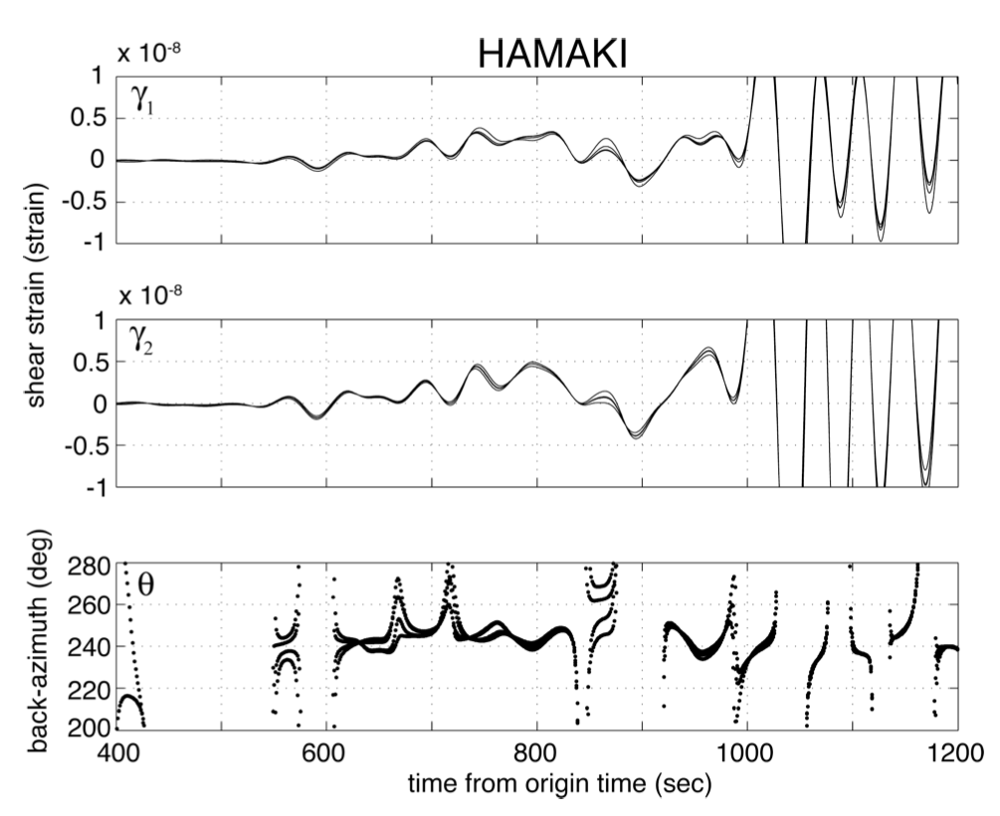 HAMAKI
x 10-8
γ1
1
0.5
0
-0.5
-1
shear strain (strain)
x 10-8
γ2
1
0.5
0
-0.5
-1
θ
280
260
240
220
200
back-azimuth (deg)
400 600 800 1000 1200
time from origin time (sec)